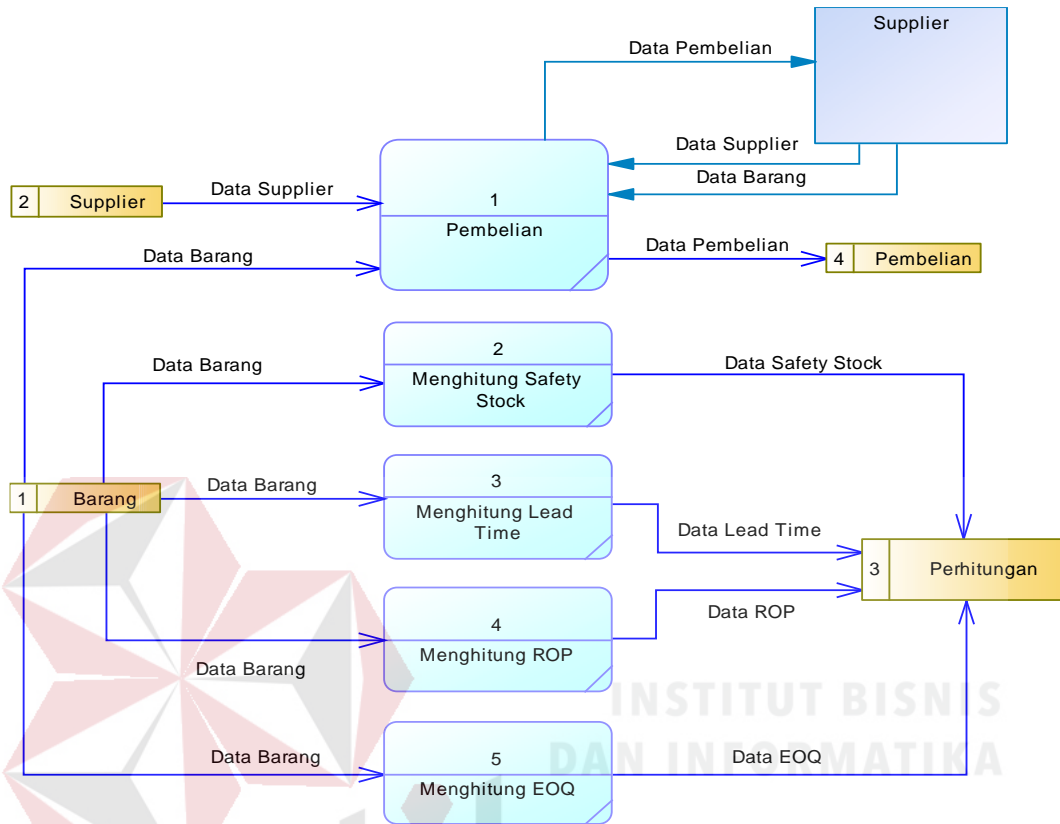 Supplier
Data Pembelian
Data Supplier
Data Barang
2 Supplier
Data Supplier
1
Pembelian
Data Barang
Data Pembelian
4 Pembelian
2
Menghitung Safety
Stock
Data Barang
Data Safety Stock
1 Barang
Data Barang
3
Menghitung Lead
Time
Data Lead Time
3 Perhitungan
4
Menghitung ROP
Data ROP
Data Barang
INSTITUT BISNIS
DAN INFORMATIKA
Data Barang
5
Menghitung EOQ
Data EOQ